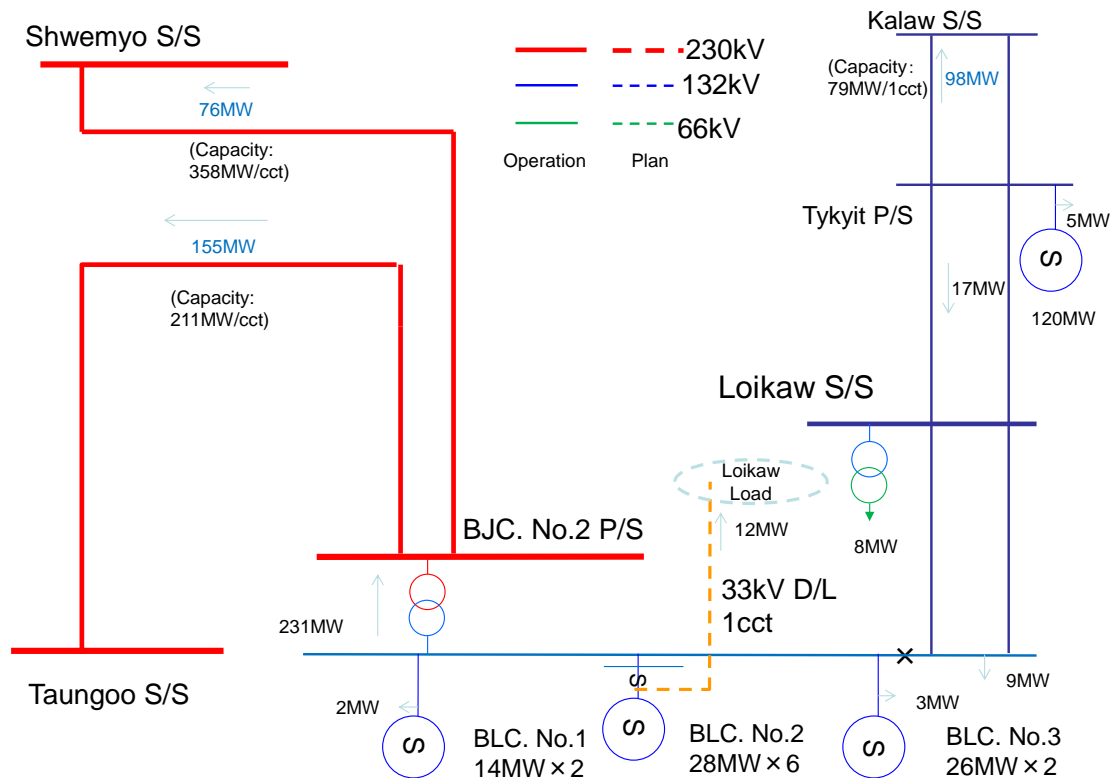 Shwemyo S/S
76MW
(Capacity:
358MW/cct)
155MW
(Capacity:
211MW/cct)
Taungoo S/S
230kV
132kV
66kV
Operation
Plan
Kalaw S/S
(Capacity:
79MW/1cct)
98MW
Tykyit P/S
5MW
S
120MW
17MW
Loikaw S/S
Loikaw
Load
12MW
8MW
BJC. No.2 P/S
33kV D/L
1cct
231MW
9MW
2MW
S
BLC. No.1
14MW×2
S
S
BLC. No.2
28MW×6
3MW
S
BLC. No.3
26MW×2